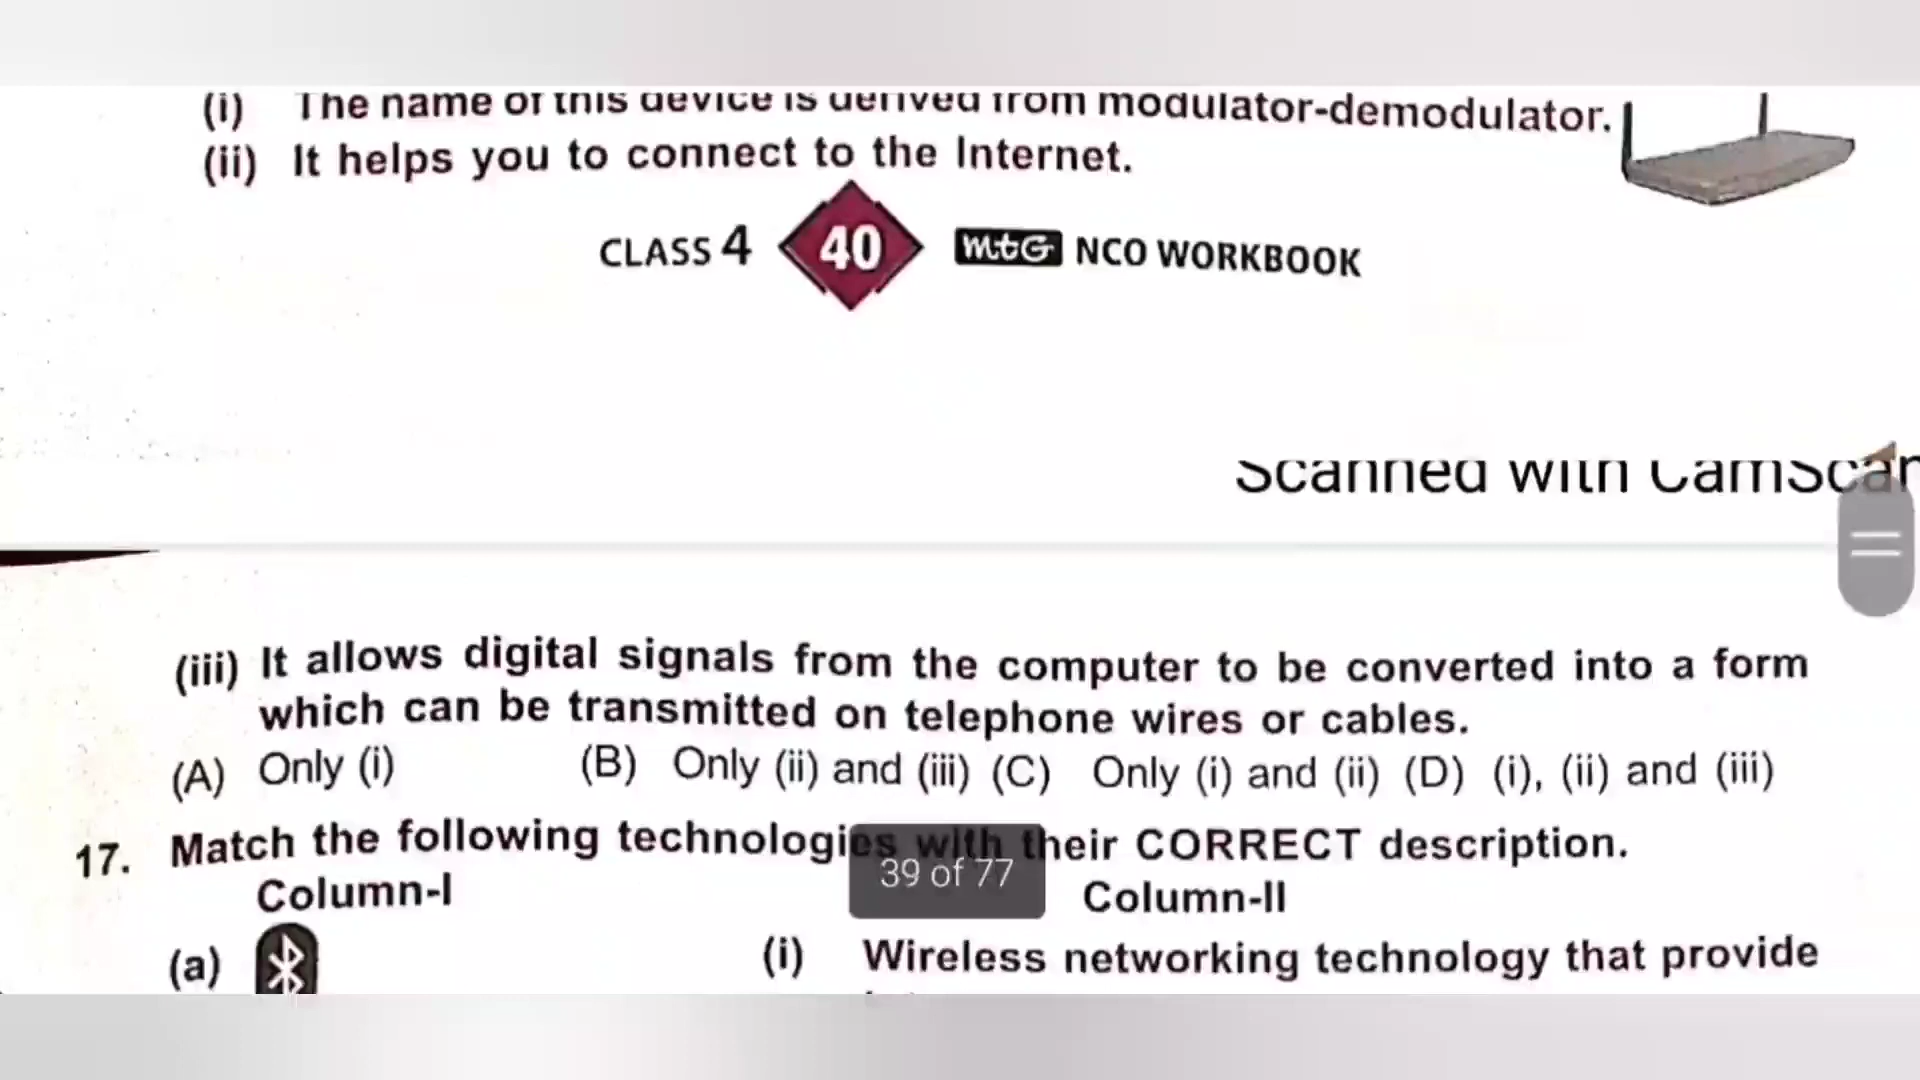 (i) The name of this device is derived from modulator-demodulator.
(ii) It helps you to connect to the Internet.
CLASS 4 40 mtG NCO WORKBOOK
Scanned with CamScan
(iii) It allows digital signals from the computer to be converted into a form
which can be transmitted on telephone wires or cables.
(A) Only (i) (B) Only (ii) and (iii) (C) Only (i) and (ii) (D) (i), (ii) and (iii)
17. Match the following technologies with their CORRECT description.
39 of 77
Column-I Column-II
(a) (i) Wireless networking technology that provide